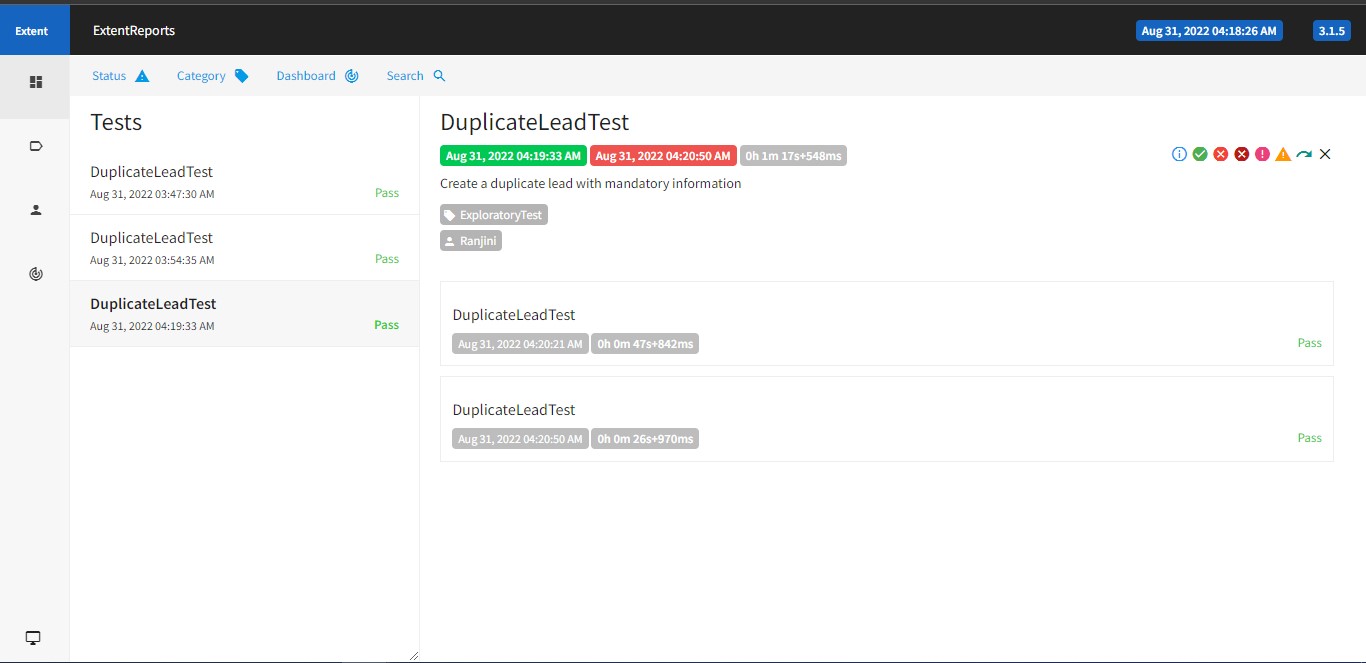 Extent ExtentReports Aug 31, 2022 04:18:26 AM 3.1.5
Status Category Dashboard Search
Tests
DuplicateLeadTest
Aug 31, 2022 03:47:30 AM Pass
DuplicateLeadTest
Aug 31, 2022 03:54:35 AM Pass
DuplicateLeadTest
Aug 31, 2022 04:19:33 AM Pass
DuplicateLeadTest
Aug 31, 2022 04:19:33 AM Aug 31, 2022 04:20:50 AM 0h 1m 17s+548ms
Create a duplicate lead with mandatory information
ExploratoryTest
Ranjini
DuplicateLeadTest
Aug 31, 2022 04:20:21 AM 0h 0m 47s+842ms Pass
DuplicateLeadTest
Aug 31, 2022 04:20:50 AM 0h 0m 26s+970ms Pass